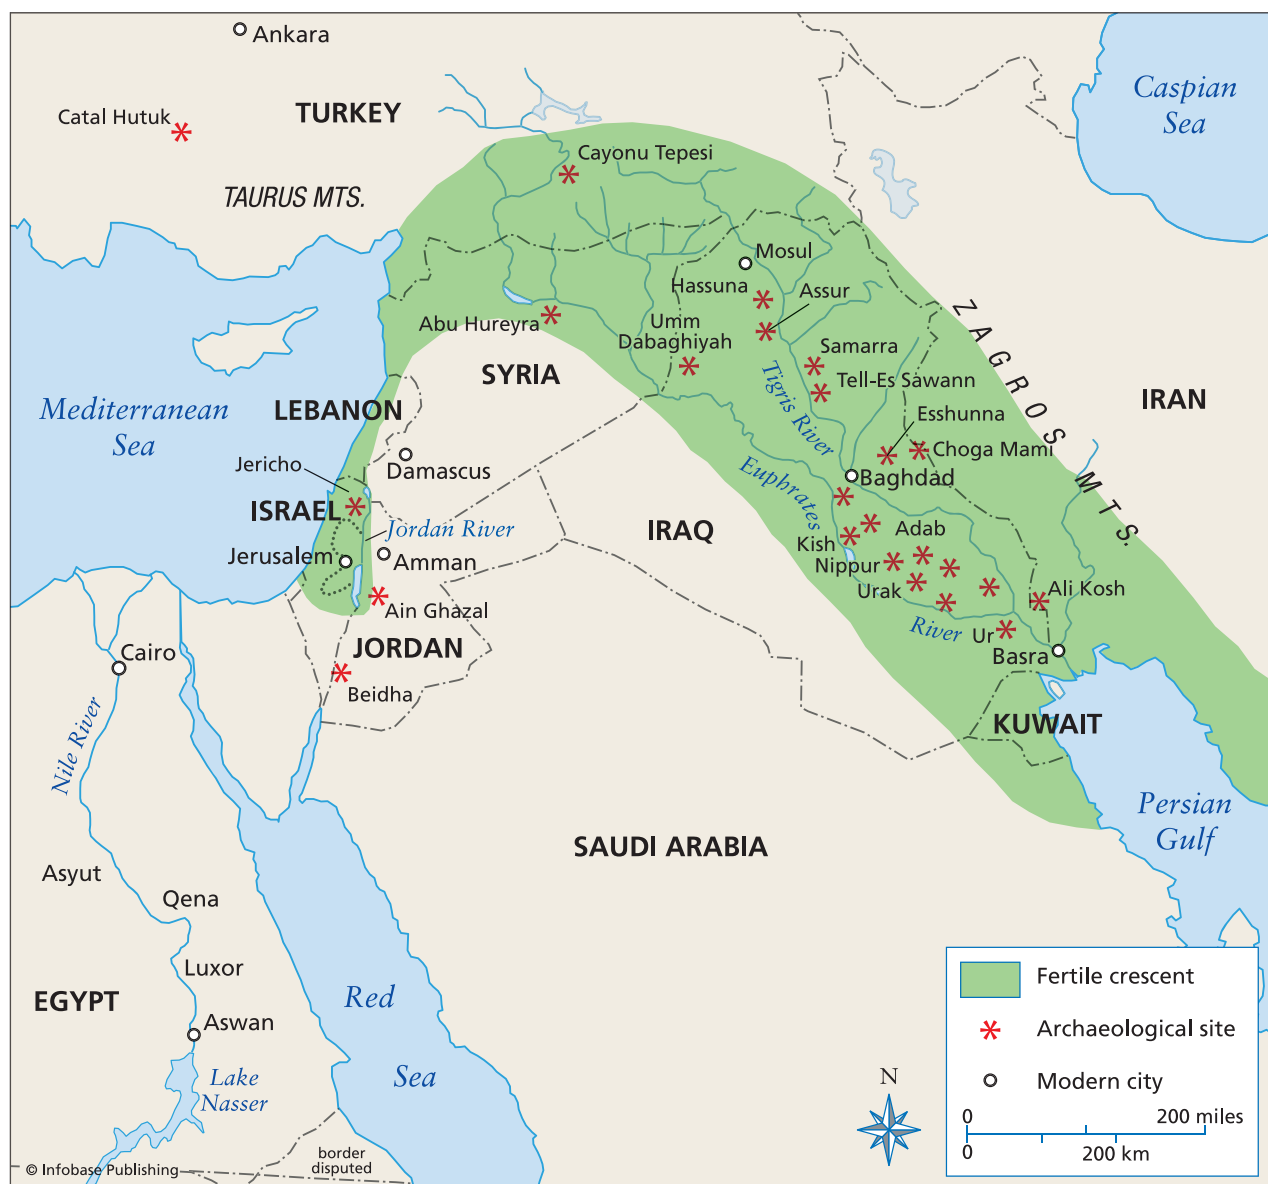 Ankara
Caspian
Sea
Catal Hutuk
TURKEY
Cayonu Tepesi
TAURUS MTS.
Mosul
Hassuna
Assur
Abu Hureyra
Umm
Dabaghiyah
ZAGROS MTS.
Samarra
SYRIA
Tigris River
Tell-Es Sawann
IRAN
Mediterranean
Sea
LEBANON
Esshunna
Choga Mami
Jericho
Damascus
Euphrates
Baghdad
ISRAEL
Jordan River
IRAQ
Adab
Kish
Jerusalem
Amman
Nippur
Urak
Ali Kosh
Ain Ghazal
River
Ur
Basra
Cairo
JORDAN
Beidha
Nile River
KUWAIT
Persian
Gulf
SAUDI ARABIA
Asyut
Qena
Luxor
EGYPT
Red
Sea
Aswan
Lake
Nasser
Fertile crescent
Archaeological site
Modern city
N
0 200 miles
0 200 km
border
disputed
© Infobase Publishing